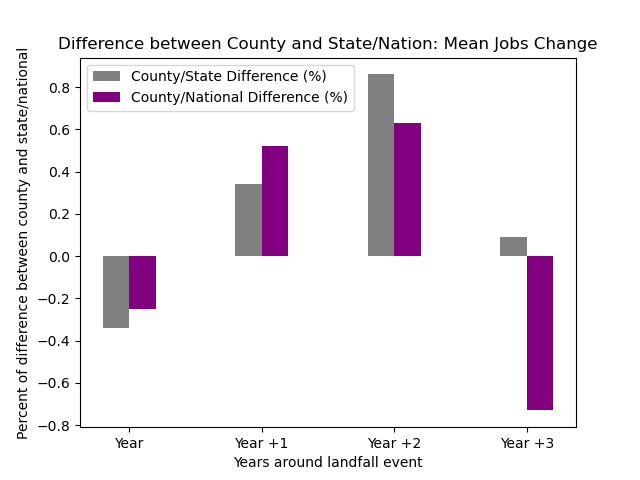 Difference between County and State/Nation: Mean Jobs Change
County/State Difference (%)
County/National Difference (%)
Percent of difference between county and state/national
0.8
0.6
0.4
0.2
0.0
−0.2
−0.4
−0.6
−0.8
Year
Year +1
Year +2
Year +3
Years around landfall event